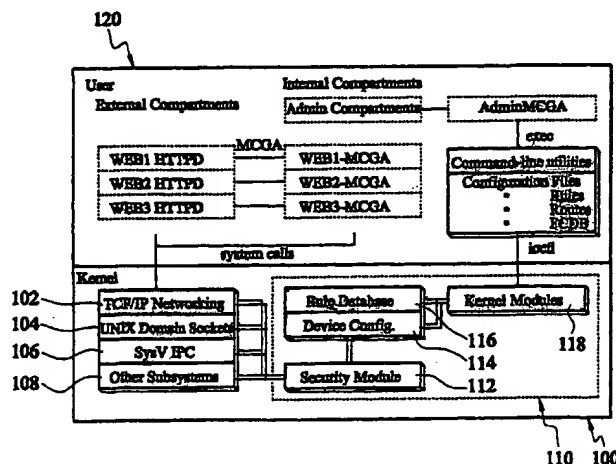 120
User
Internal Compartments
External Compartments
Admin Compartments
AdminMCGA
exec
MCGA
WEB1 HTTPD
WEB1-MCGA
WEB2 HTTPD
WEB2-MCGA
WEB3 HTTPD
WEB3-MCGA
Command-line utilities
Configuration Files
Rules
Routes
system calls
ioctl
Kernel
102
TCP/IP Networking
Rule Database
Kernel Modules
104
UNIX Domain Sockets
Device Config.
116
118
106
SysV IPC
114
108
Other Subsystems
Security Module
112
110
100